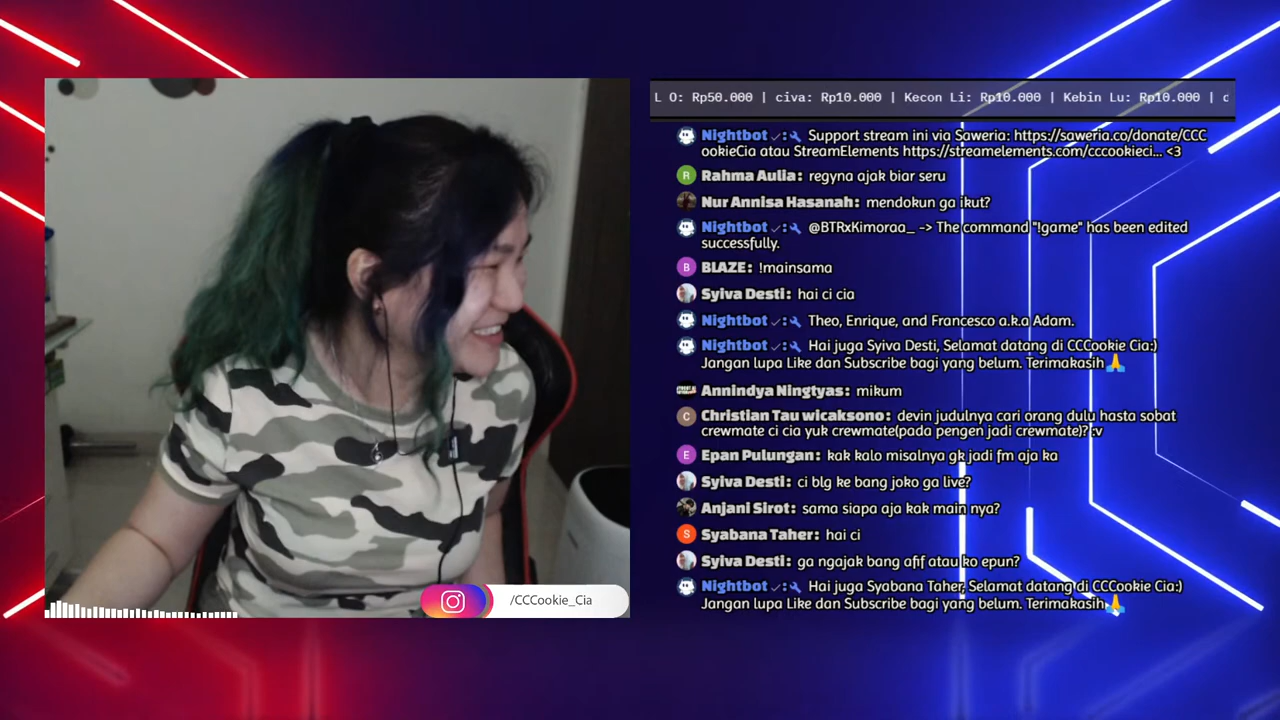 L O: Rp50.000 | civa: Rp10.000 | Kecon Li: Rp10.000 | Kebin Lu: Rp10.000 |
Nightbot : Support stream ini via Saweria: https://saweria.co/donate/CCC
ookieCia atau StreamElements https://streamelements.com/cccookieci... <3
R Rahma Aulia: regyna ajak biar seru
Nur Annisa Hasanah: mendokun ga ikut?
Nightbot : @BTRxKimoraa_ -> The command "!game" has been edited
successfully.
B BLAZE: !mainsama
Syiva Desti: hai ci cia
Nightbot : Theo, Enrique, and Francesco a.k.a Adam.
Nightbot : Hai juga Syiva Desti, Selamat datang di CCCookie Cia:)
Jangan lupa Like dan Subscribe bagi yang belum. Terimakasih🙏
Annindya Ningtyas: mikum
C Christian Tau wicaksono: devin judulnya cari orang dulu hasta sobat
crewmate ci cia yuk crewmate(pada pengen jadi crewmate)? :v
E Epan Pulungan: kak kalo misalnya gk jadi fm aja ka
Syiva Desti: ci blg ke bang joko ga live?
Anjani Sirot: sama siapa aja kak main nya?
S Syabana Taher: hai ci
Syiva Desti: ga ngajak bang afif atau ko epun?
Nightbot : Hai juga Syabana Taher, Selamat datang di CCCookie Cia:)
Jangan lupa Like dan Subscribe bagi yang belum. Terimakasih🙏
/CCCookie_Cia